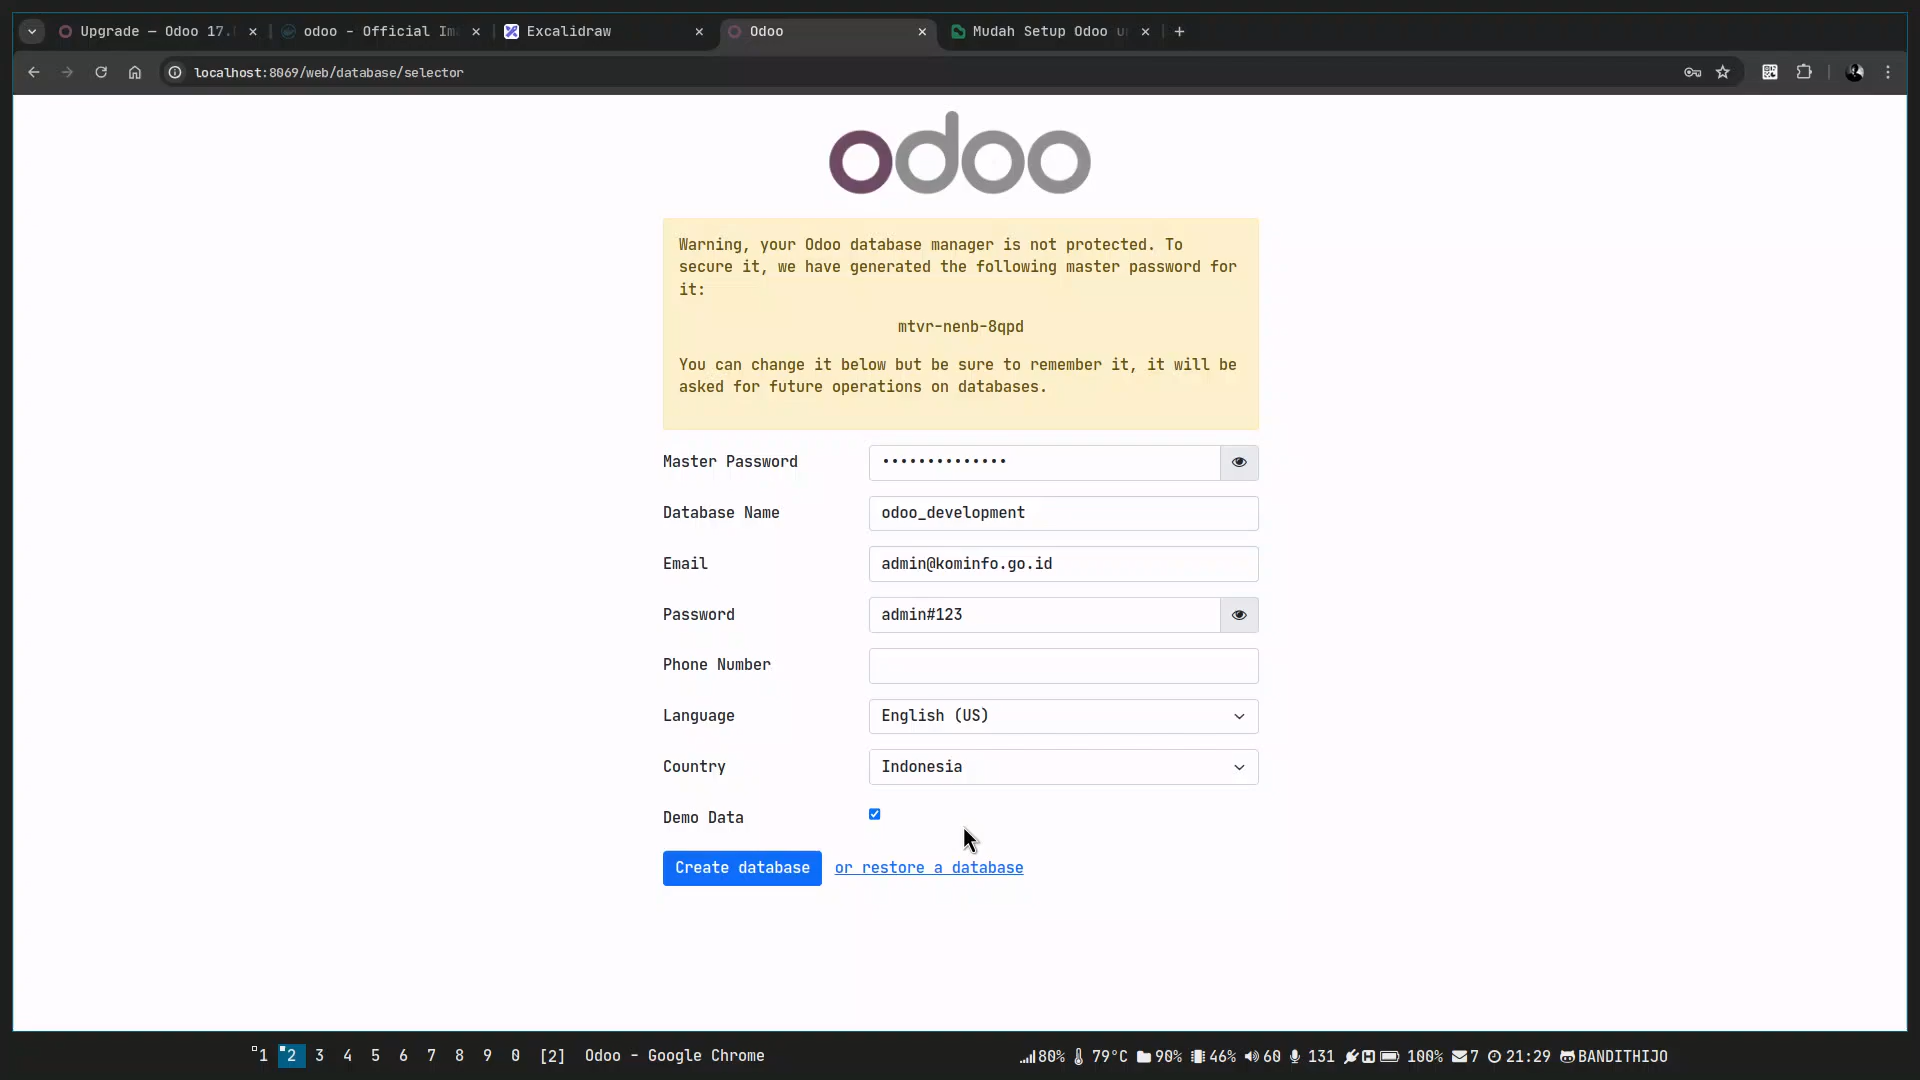 Upgrade — Odoo 17.
odoo - Official Im
Excalidraw
Odoo
Mudah Setup Odoo u
localhost:8069/web/database/selector
odoo
Warning, your Odoo database manager is not protected. To
secure it, we have generated the following master password for
it:
mtvr-nenb-8qpd
You can change it below but be sure to remember it, it will be
asked for future operations on databases.
Master Password
••••••••••••••
Database Name
odoo_development
Email
admin@kominfo.go.id
Password
admin#123
Phone Number
Language
English (US)
Country
Indonesia
Demo Data
Create database or restore a database
1 2 3 4 5 6 7 8 9 0 [2] Odoo - Google Chrome 80% 79°C 90% 46% 60 131 H 100% 7 21:29 BANDITHIJO